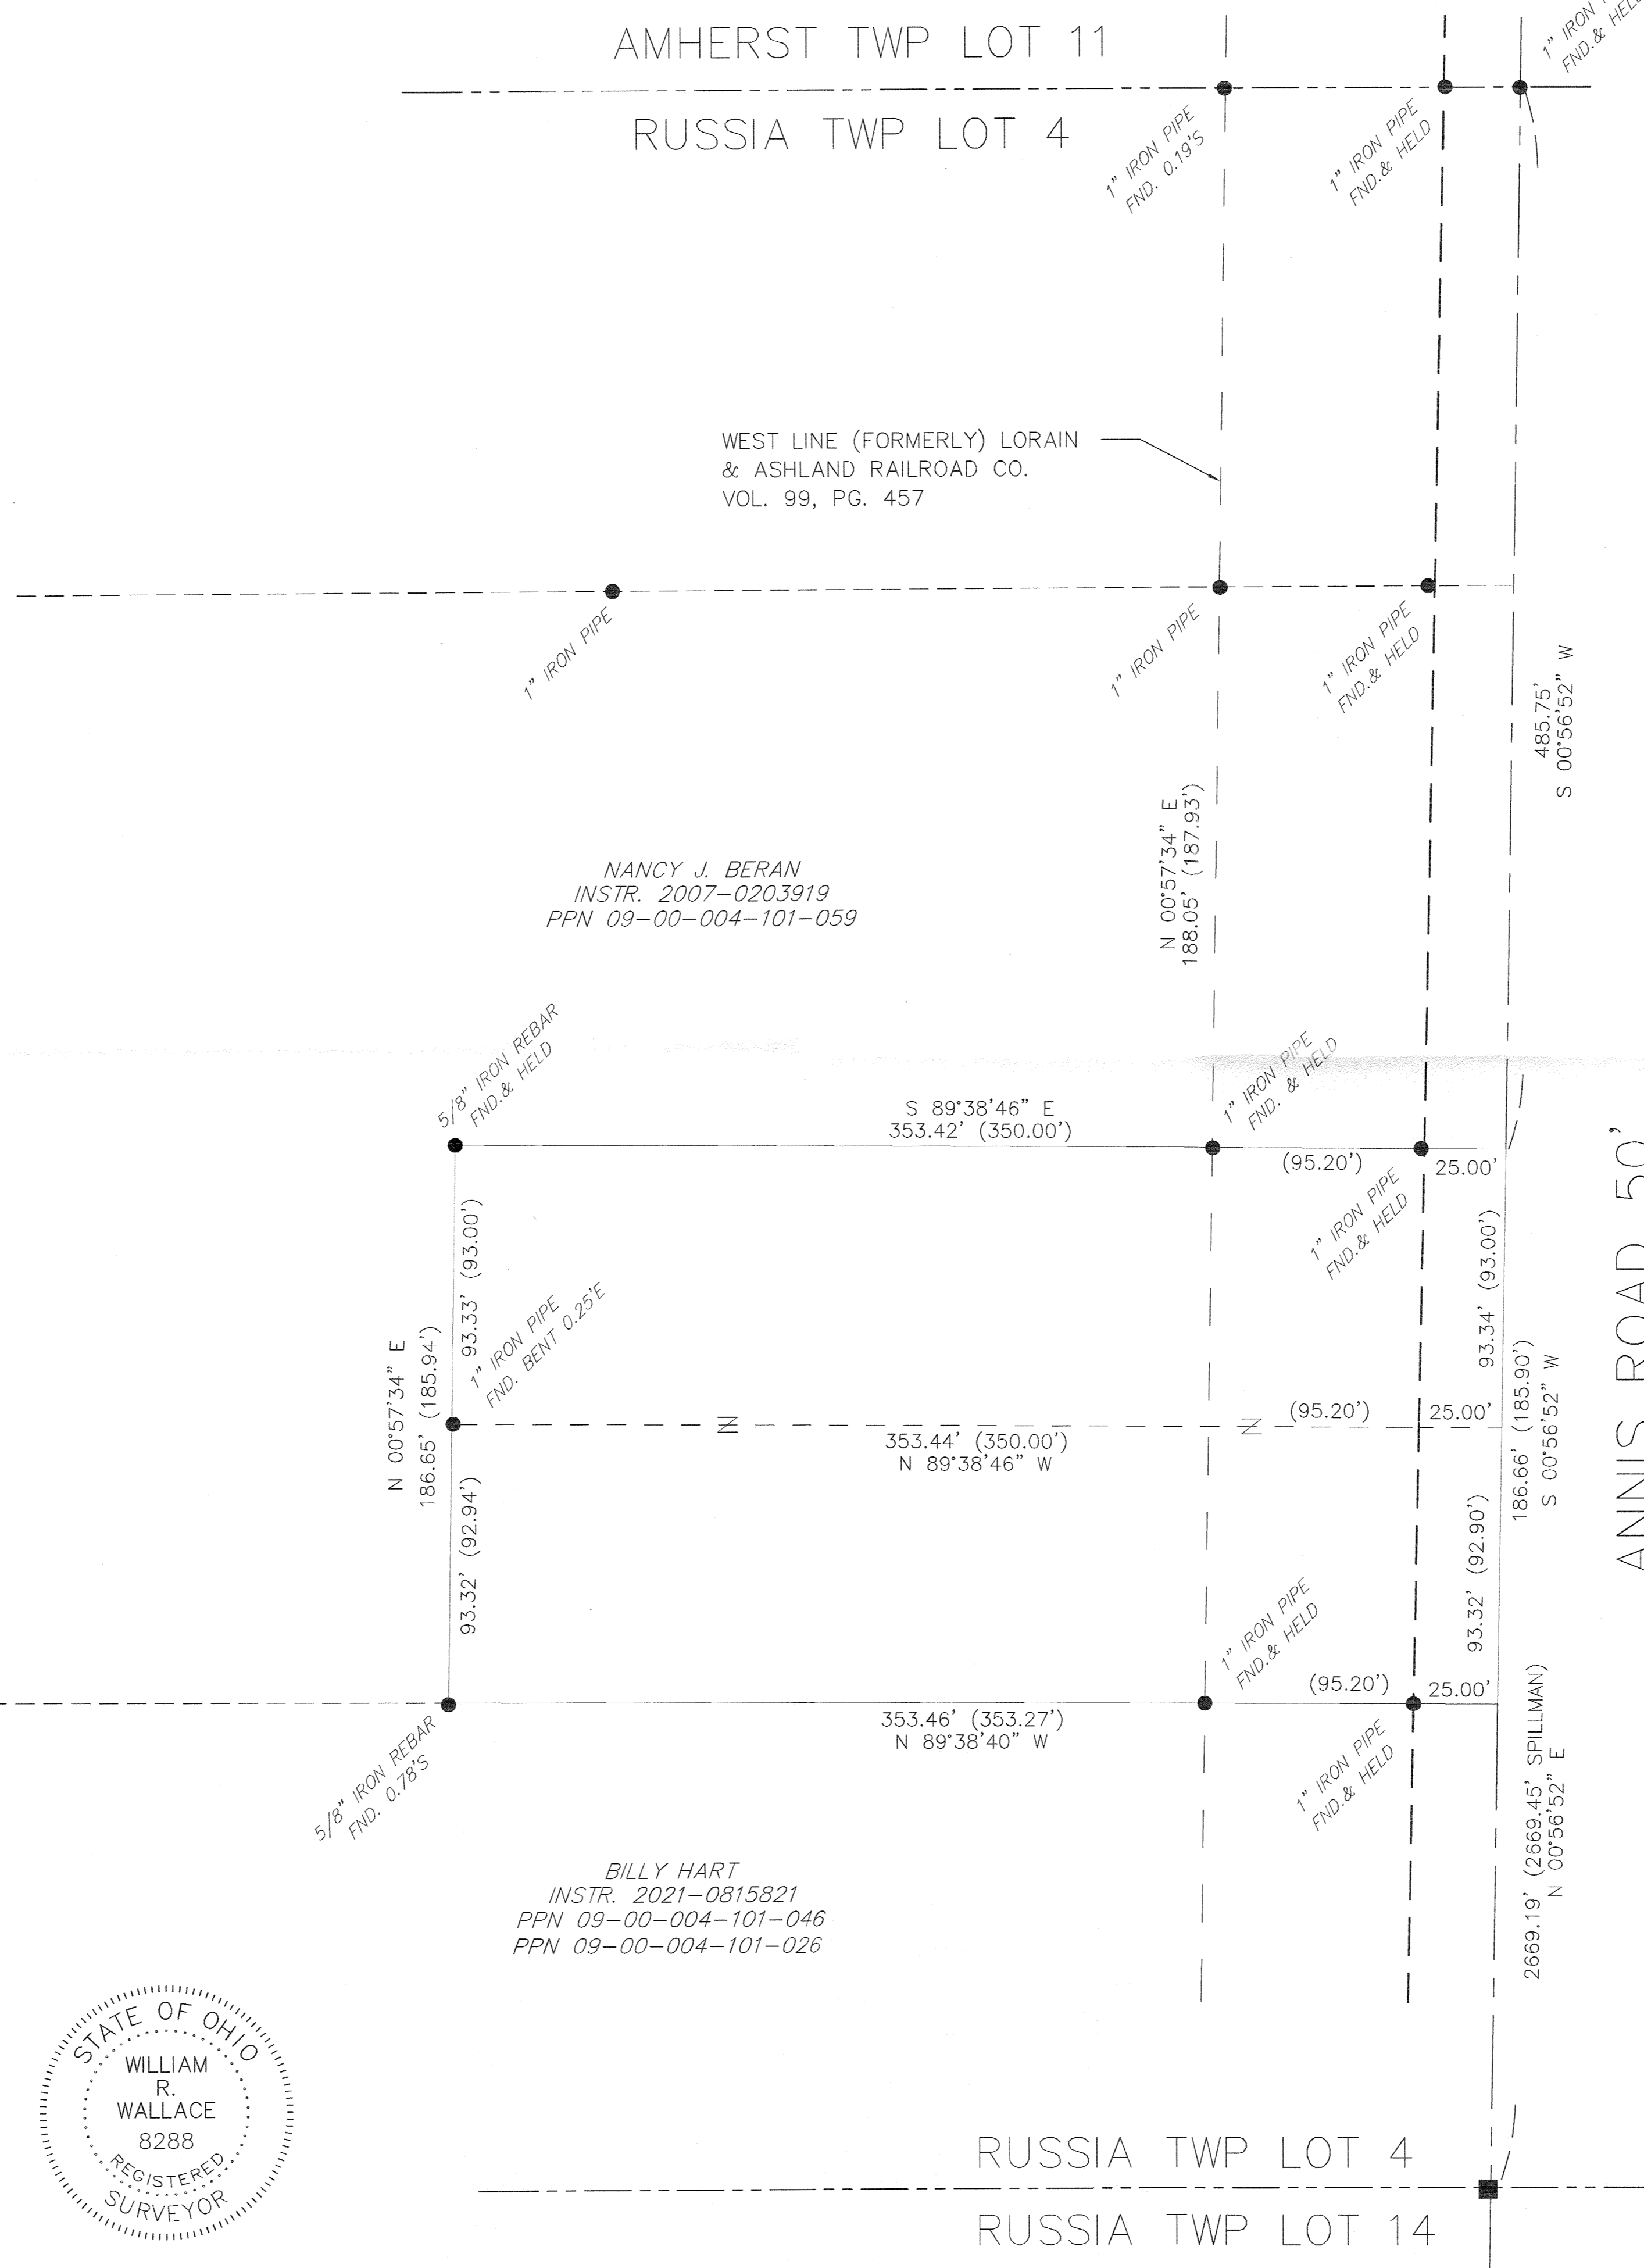 AMHERST TWP LOT 11
RUSSIA TWP LOT 4
1" IRON PIPE
FND. 0.19'S
1" IRON PIPE
FND.& HELD
1" IRON
FND.& HELD
WEST LINE (FORMERLY) LORAIN
& ASHLAND RAILROAD CO.
VOL. 99, PG. 457
1" IRON PIPE
1" IRON PIPE
1" IRON PIPE
FND.& HELD
485.75'
S 00°56'52" W
N 00°57'34" E
188.05' (187.93')
NANCY J. BERAN
INSTR. 2007-0203919
PPN 09-00-004-101-059
5/8" IRON REBAR
FND.& HELD
S 89°38'46" E
353.42' (350.00')
1" IRON PIPE
FND. & HELD
(95.20')
25.00'
1" IRON PIPE
FND.& HELD
93.33' (93.00')
93.34' (93.00')
1" IRON PIPE
FND. BENT 0.25'E
N 00°57'34" E
186.65' (185.94')
Z
Z
(95.20')
25.00'
353.44' (350.00')
N 89°38'46" W
186.66' (185.90')
S 00°56'52" W
ANNIS ROAD 50'
93.32' (92.94')
93.32' (92.90')
1" IRON PIPE
FND.& HELD
(95.20')
25.00'
353.46' (353.27')
N 89°38'40" W
5/8" IRON REBAR
FND. 0.78'S
1" IRON PIPE
FND.& HELD
2669.19' (2669.45' SPILLMAN)
N 00°56'52" E
BILLY HART
INSTR. 2021-0815821
PPN 09-00-004-101-046
PPN 09-00-004-101-026
STATE OF OHIO
WILLIAM
R.
WALLACE
8288
REGISTERED
SURVEYOR
RUSSIA TWP LOT 4
RUSSIA TWP LOT 14